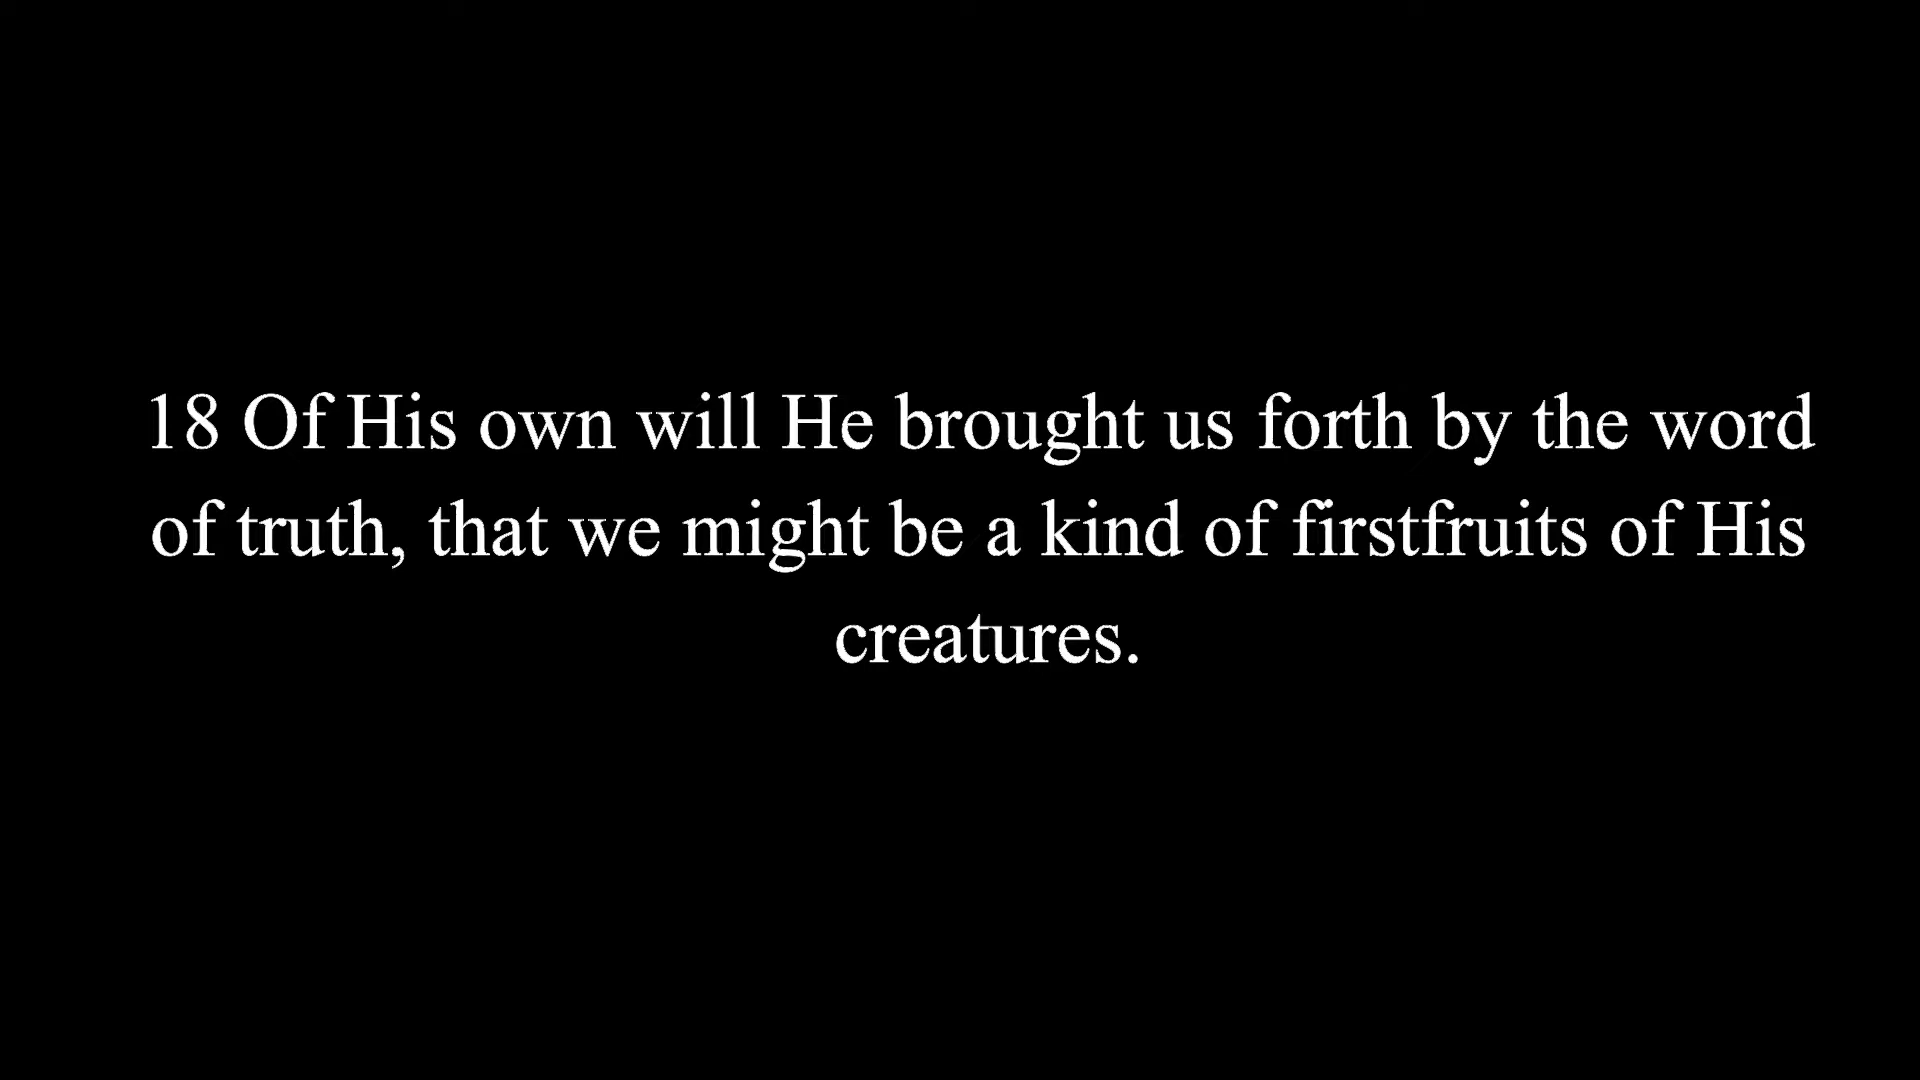 18 Of His own will He brought us forth by the word
of truth, that we might be a kind of firstfruits of His
creatures.